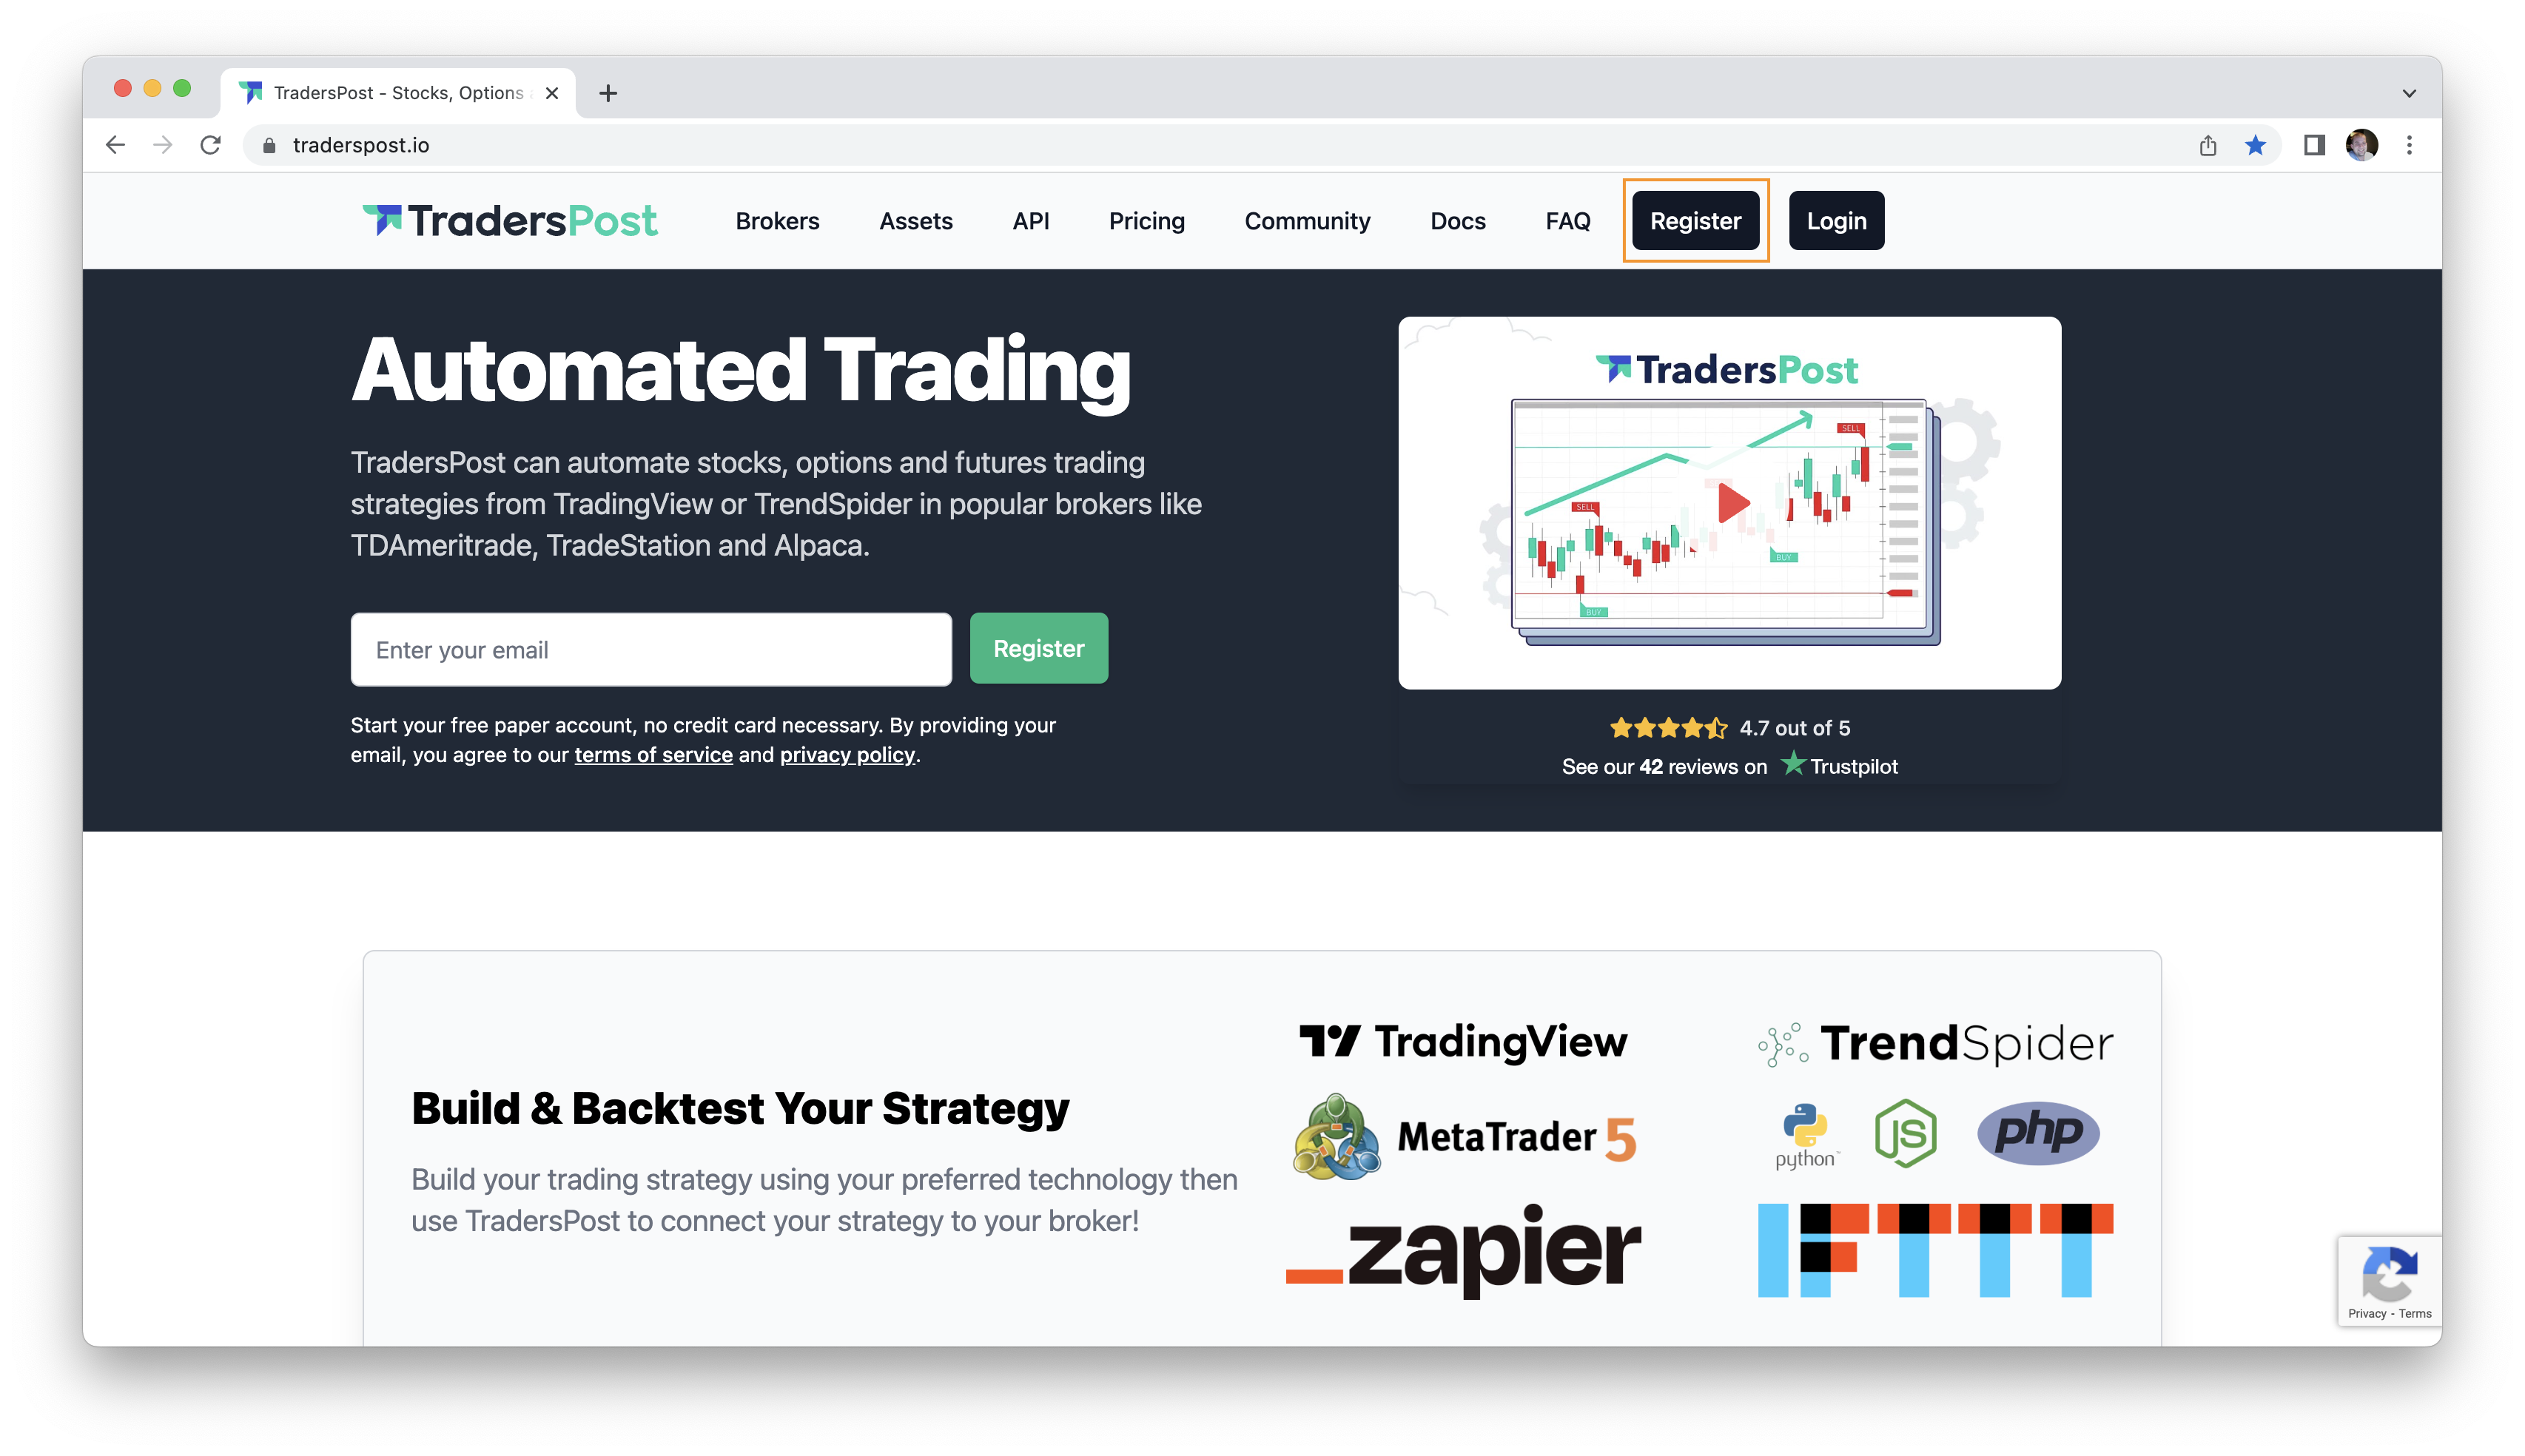 TradersPost - Stocks, Options
traderspost.io
TradersPost
Brokers
Assets
API
Pricing
Community
Docs
FAQ
Register
Login
Automated Trading
TradersPost can automate stocks, options and futures trading
strategies from TradingView or TrendSpider in popular brokers like
TDAmeritrade, TradeStation and Alpaca.
Enter your email
Register
Start your free paper account, no credit card necessary. By providing your
email, you agree to our terms of service and privacy policy.
TradersPost
SELL
SELL
BUY
BUY
4.7 out of 5
See our 42 reviews on Trustpilot
Build & Backtest Your Strategy
Build your trading strategy using your preferred technology then
use TradersPost to connect your strategy to your broker!
TradingView
TrendSpider
MetaTrader 5
python™
JS
php
_zapier
IFTTT
Privacy - Terms